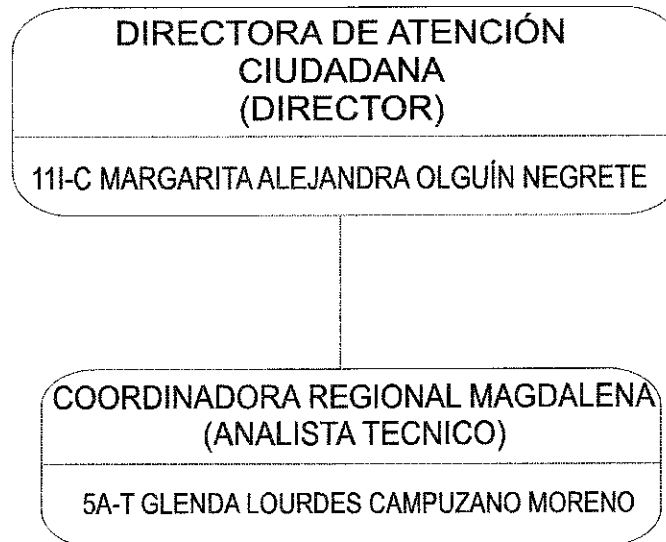 DIRECTORA DE ATENCIÓN
CIUDADANA
(DIRECTOR)
11I-C MARGARITA ALEJANDRA OLGUÍN NEGRETE
COORDINADORA REGIONAL MAGDALENA
(ANALISTA TECNICO)
5A-T GLENDA LOURDES CAMPUZANO MORENO